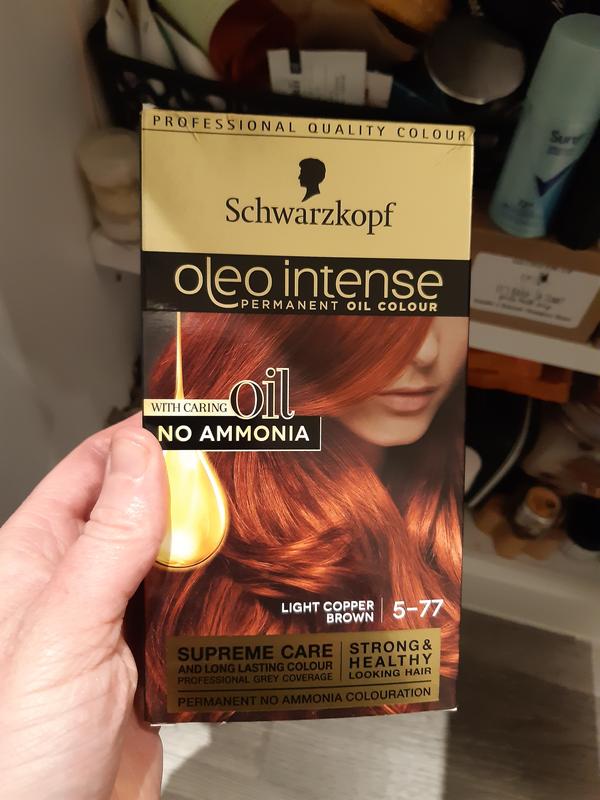 PROFESSIONAL QUALITY COLOUR
Schwarzkopf
oleo intense
PERMANENT OIL COLOUR
WITH CARING oil
NO AMMONIA
LIGHT COPPER
BROWN
5-77
SUPREME CARE
AND LONG LASTING COLOUR
PROFESSIONAL GREY COVERAGE
STRONG &
HEALTHY
LOOKING HAIR
PERMANENT NO AMMONIA COLOURATION
Sure